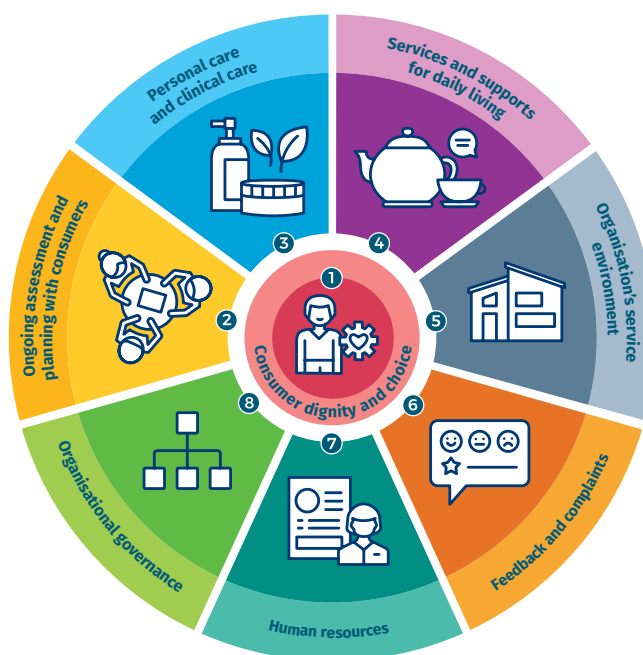 1
Consumer dignity and choice
2
Ongoing assessment and
planning with consumers
3
Personal care
and clinical care
4
Services and supports
for daily living
5
Organisation's service
environment
6
Feedback and complaints
7
Human resources
8
Organisational governance